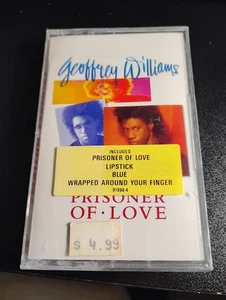 Geoffrey Williams
INCLUDES
PRISONER OF LOVE
LIPSTICK
BLUE
WRAPPED AROUND YOUR FINGER
PRISONER
OF·LOVE
$ 4.99